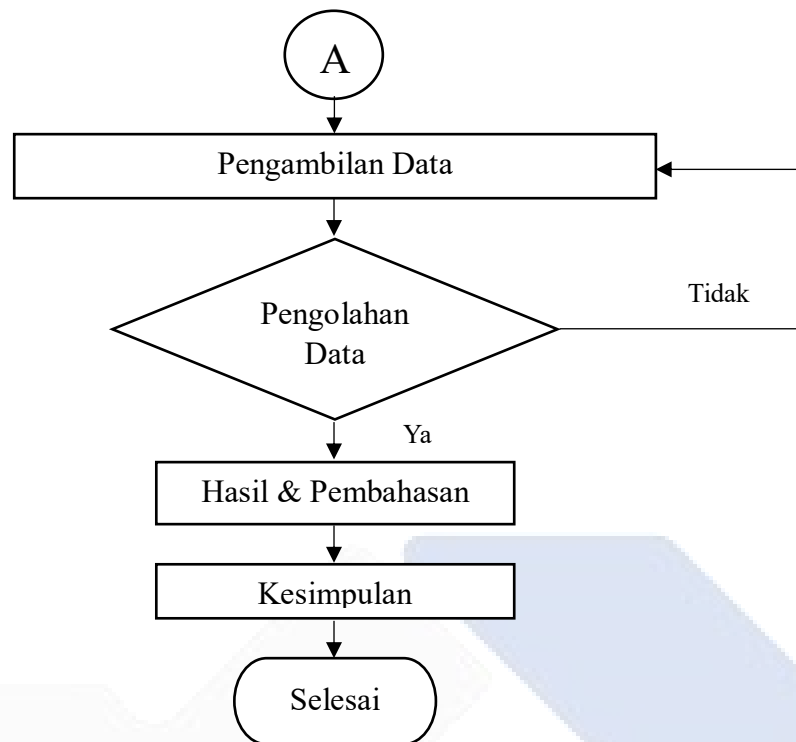 A
Pengambilan Data
Tidak
Pengolahan
Data
Ya
Hasil & Pembahasan
Kesimpulan
Selesai